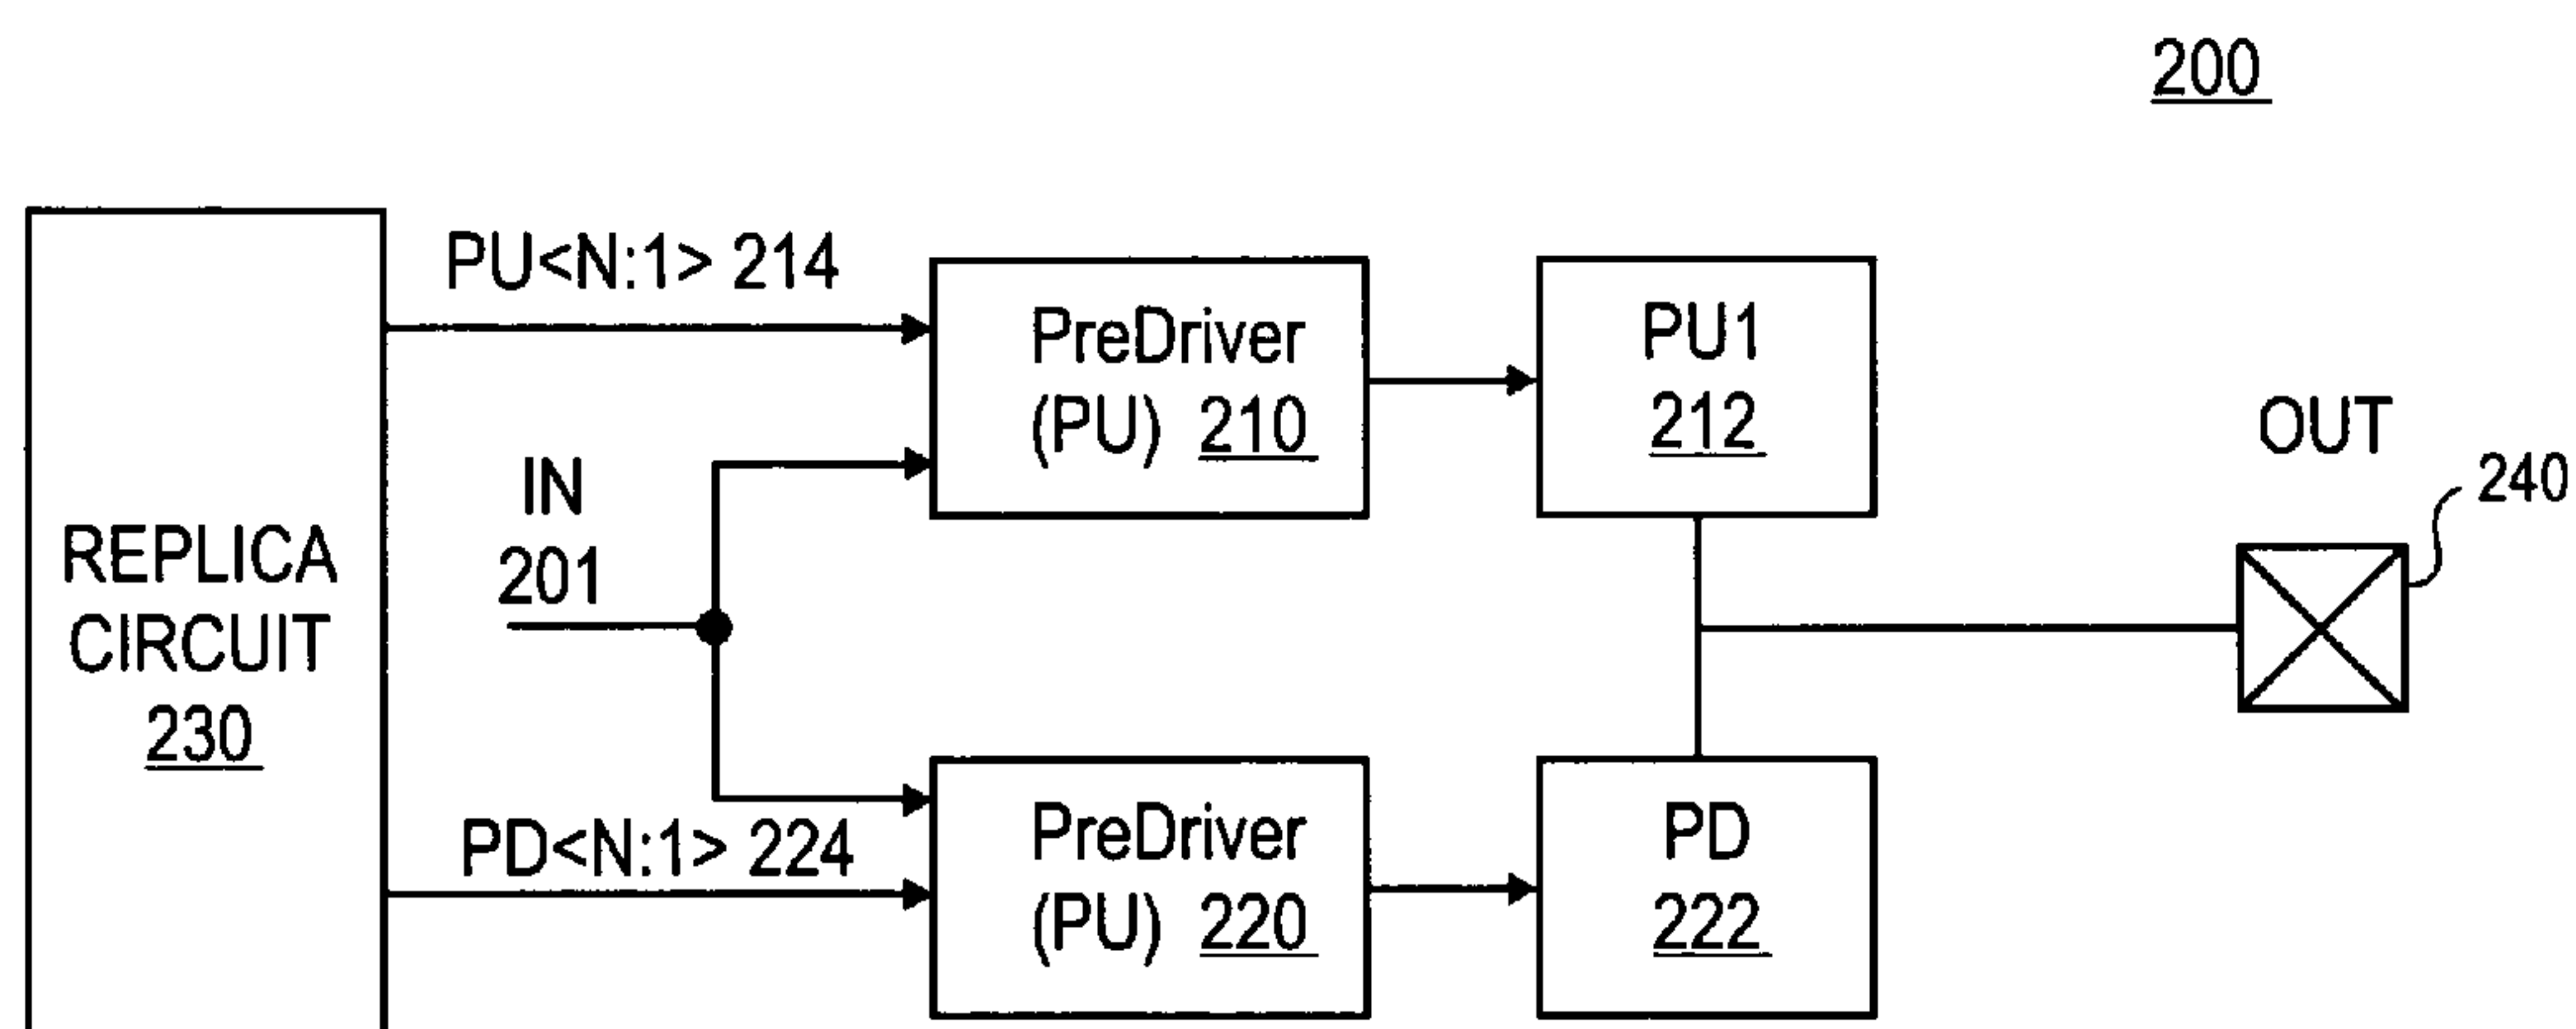 200
PU<N:1> 214
PreDriver
(PU) 210
PU1
212
OUT
240
IN
201
REPLICA
CIRCUIT
230
PD<N:1> 224
PreDriver
(PU) 220
PD
222